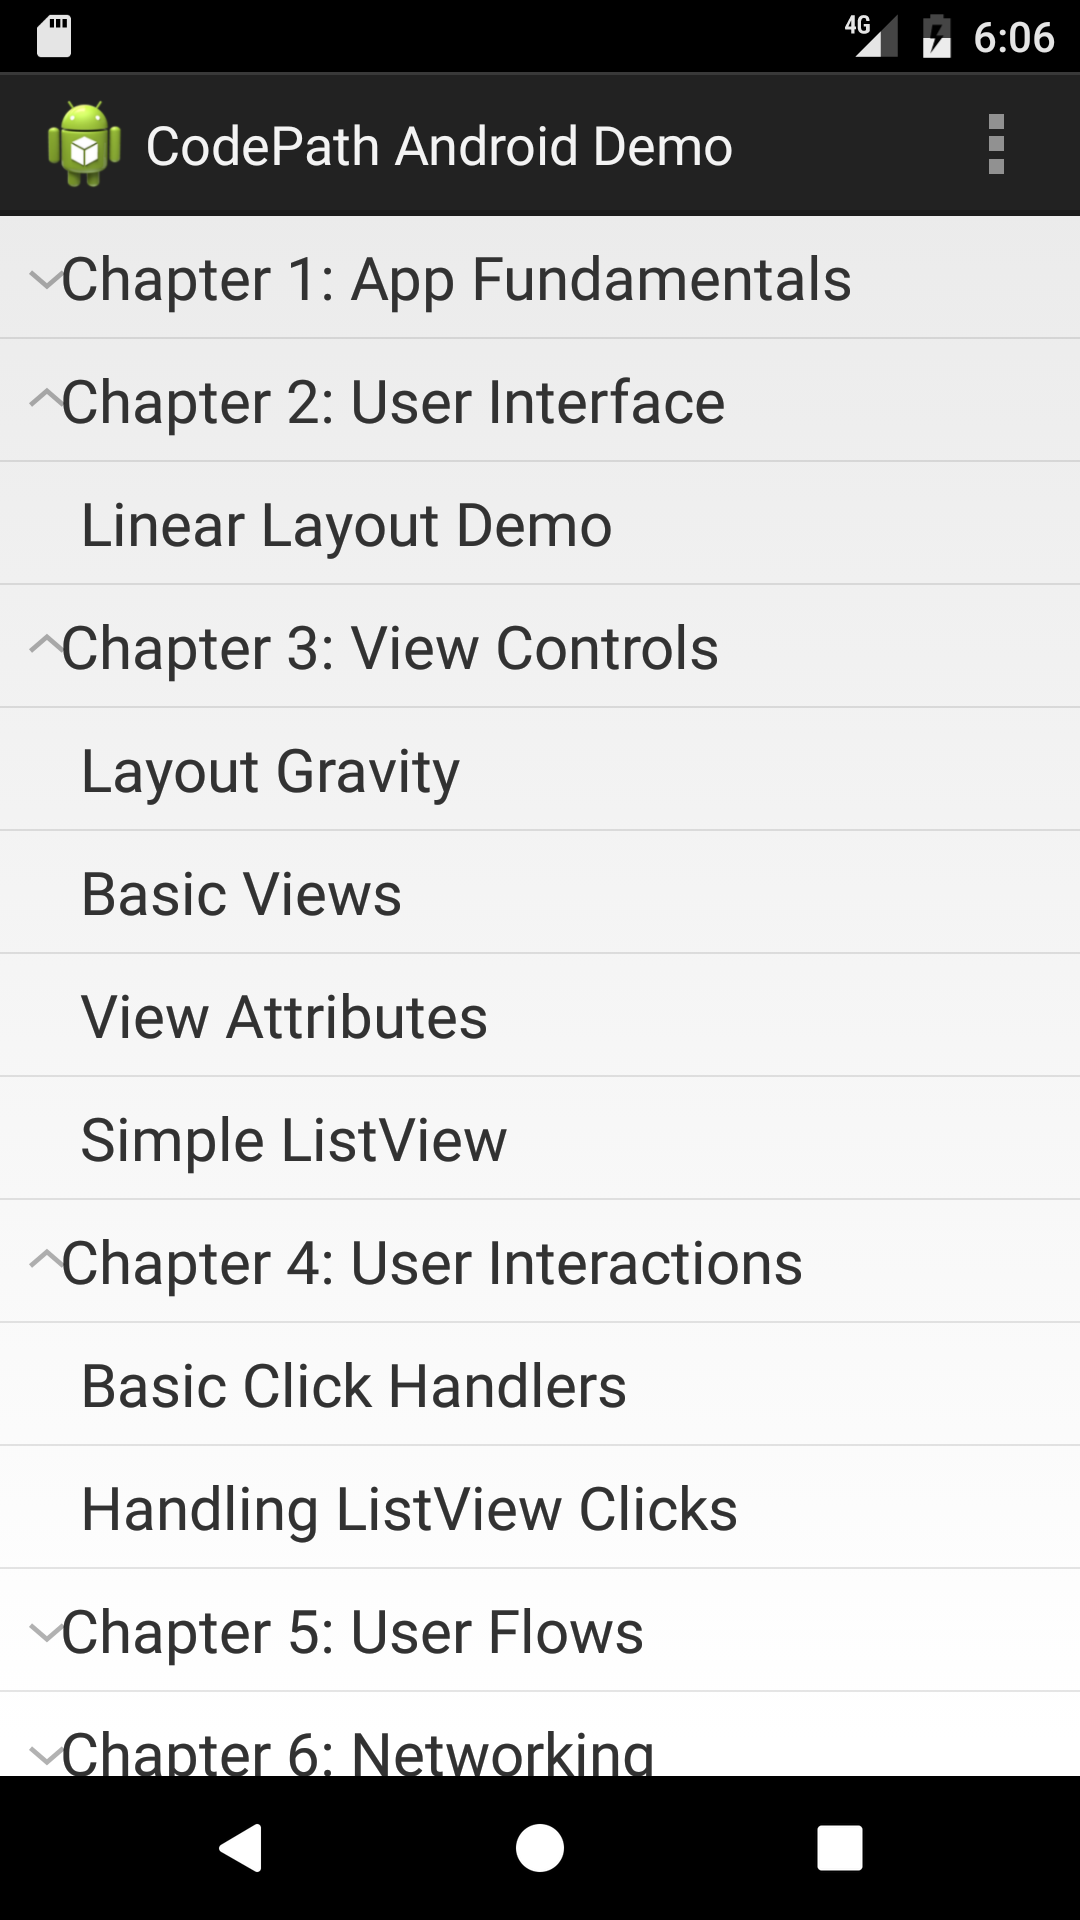 4G 6:06
CodePath Android Demo
Chapter 1: App Fundamentals
Chapter 2: User Interface
Linear Layout Demo
Chapter 3: View Controls
Layout Gravity
Basic Views
View Attributes
Simple ListView
Chapter 4: User Interactions
Basic Click Handlers
Handling ListView Clicks
Chapter 5: User Flows
Chapter 6: Networking